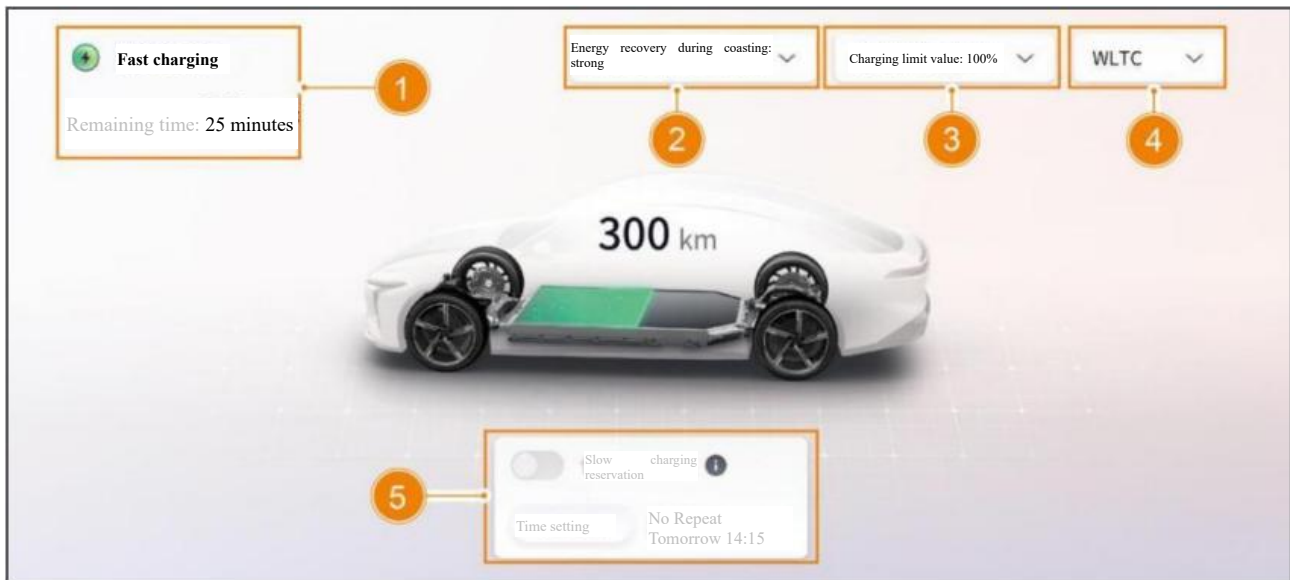 Fast charging
Remaining time: 25 minutes
1
Energy recovery during coasting:
strong
2
Charging limit value: 100%
3
WLTC
4
300 km
5
Slow charging
reservation
Time setting
No Repeat
Tomorrow 14:15